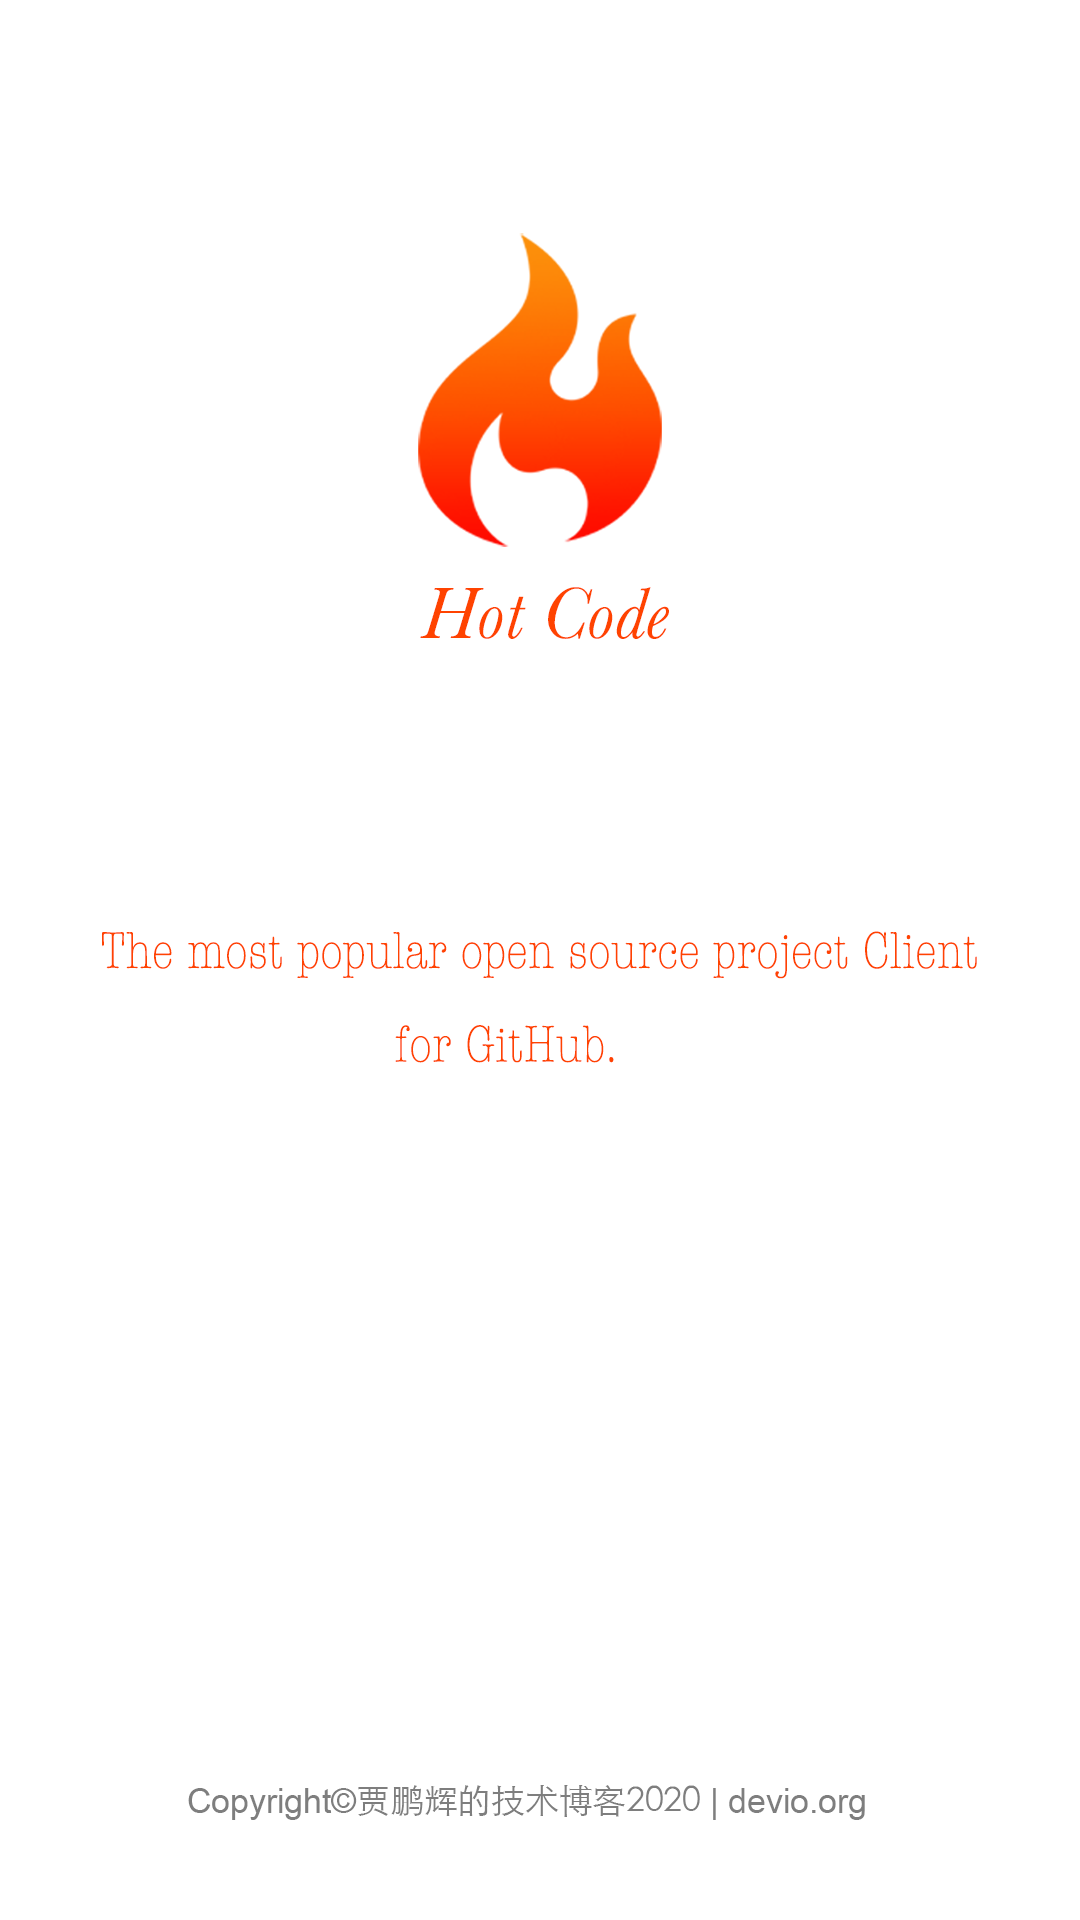 Hot Code
The most popular open source project Client
for GitHub.
Copyright©贾鹏辉的技术博客2020 | devio.org